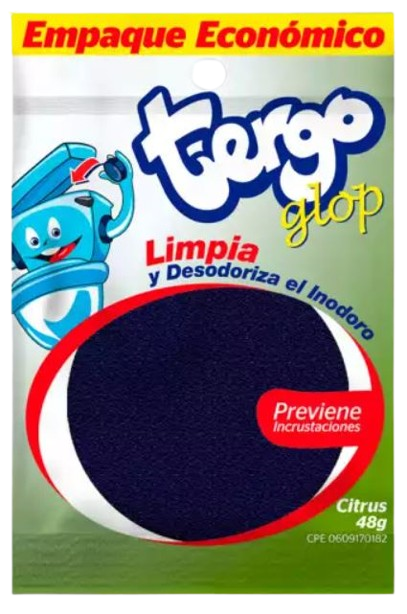 Empaque Económico
tergo
glop
Limpia
y Desodoriza el Inodoro
Previene
Incrustaciones
Citrus
48g
CPE 0609170182